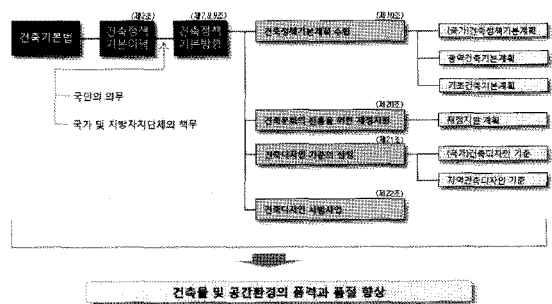 건축기본법
(제2조)
건축정책
기본이념
(제7,8,9조)
건축정책
기본방향
국민의 의무
국가 및 지방자치단체의 책무
(제10조)
건축정책기본계획 수립
(국가)건축정책기본계획
광역건축기본계획
기초건축기본계획
(제20조)
건축문화의 진흥을 위한 재정지원
재정지원 계획
(제21조)
건축디자인 기준의 설정
(국가)건축디자인 기준
지역건축디자인 기준
(제22조)
건축디자인 시범사업
건축물 및 공간환경의 품격과 품질 향상